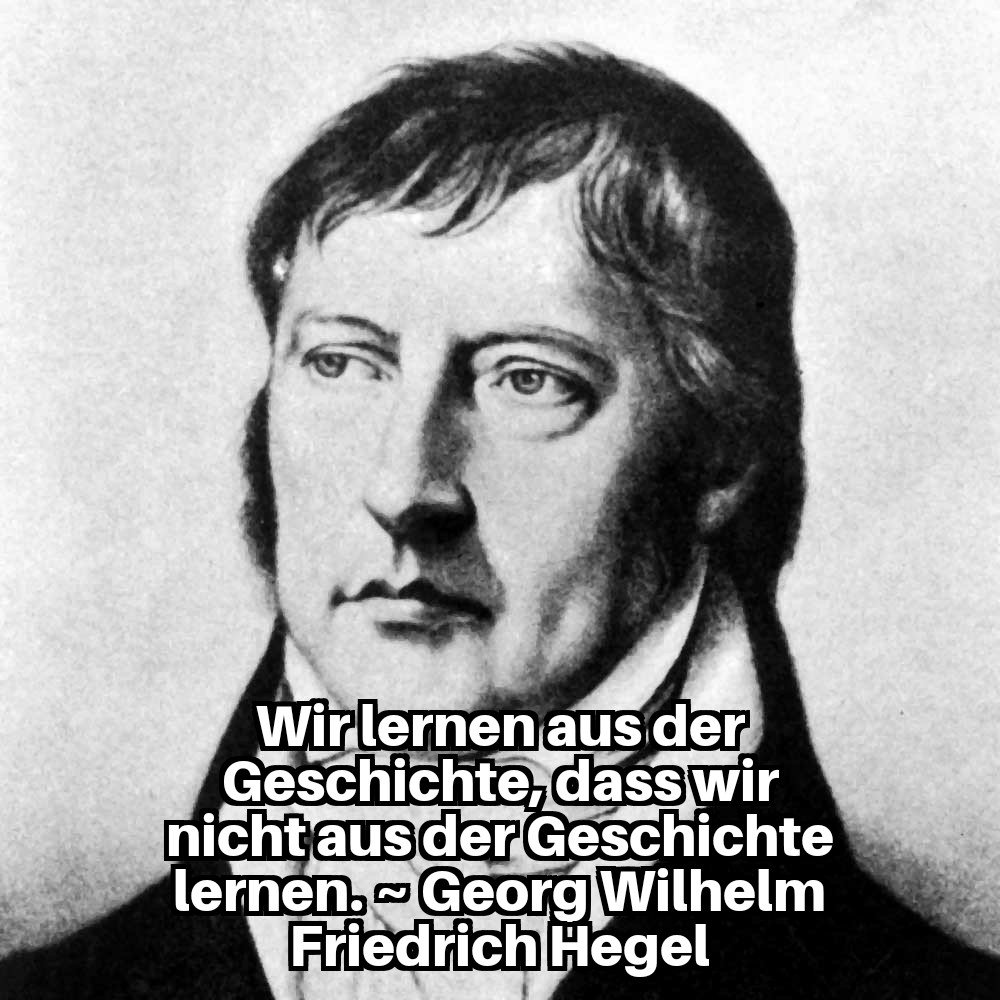 Wir lernen aus der
Geschichte, dass wir
nicht aus der Geschichte
lernen. ~ Georg Wilhelm
Friedrich Hegel